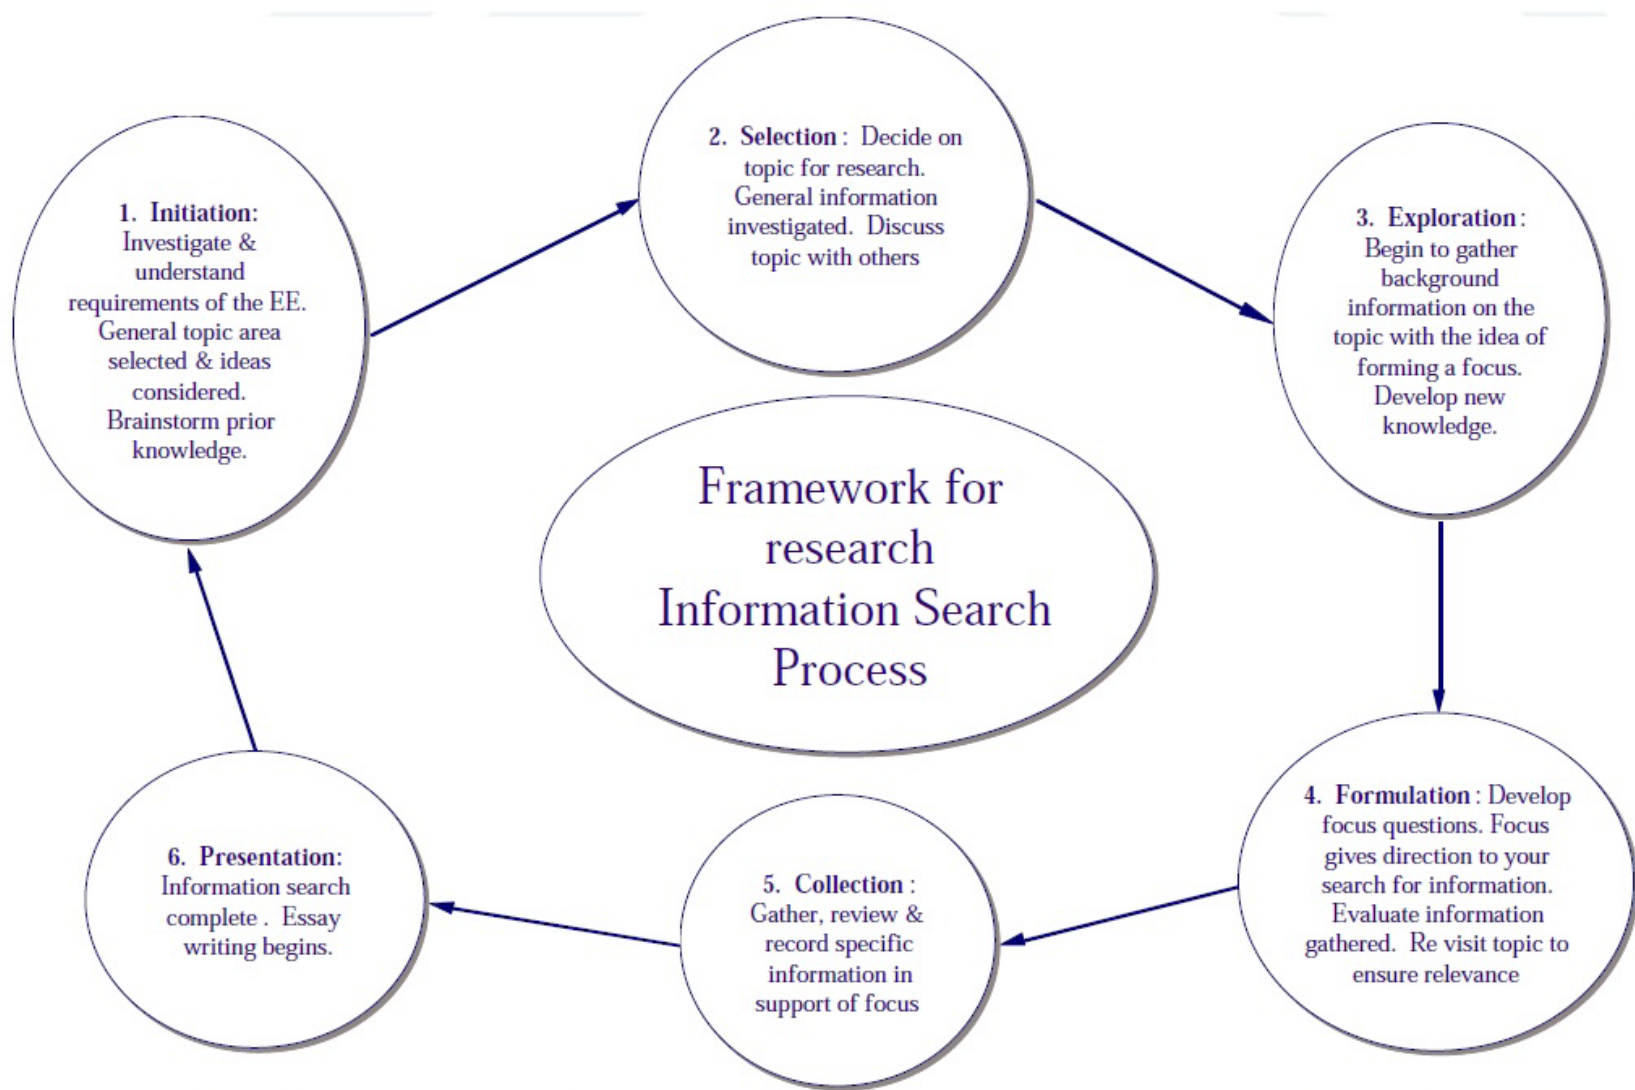 1. Initiation:
Investigate &
understand
requirements of the EE.
General topic area
selected & ideas
considered.
Brainstorm prior
knowledge.
2. Selection : Decide on
topic for research.
General information
investigated. Discuss
topic with others
3. Exploration :
Begin to gather
background
information on the
topic with the idea of
forming a focus.
Develop new
knowledge.
Framework for
research
Information Search
Process
4. Formulation : Develop
focus questions. Focus
gives direction to your
search for information.
Evaluate information
gathered. Re visit topic to
ensure relevance
5. Collection :
Gather, review &
record specific
information in
support of focus
6. Presentation:
Information search
complete . Essay
writing begins.